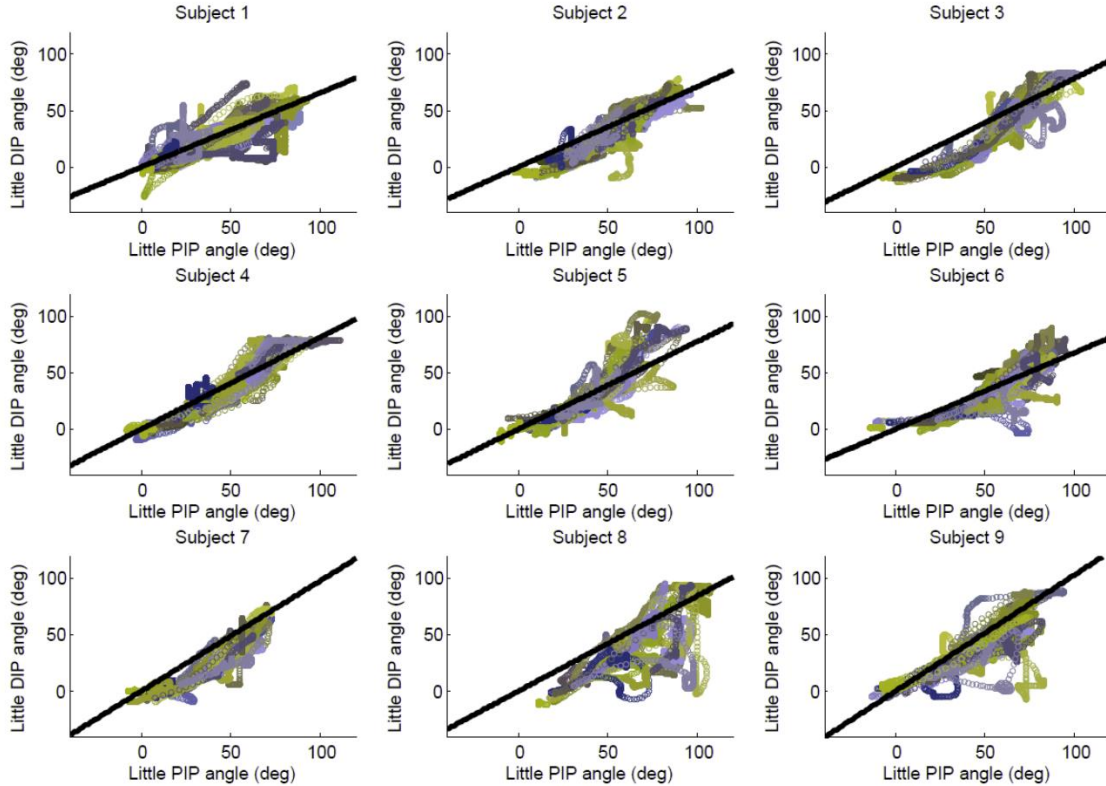 Subject 1
Subject 2
Subject 3
Little DIP angle (deg)
100
50
0
0
50
100
Little PIP angle (deg)
Little DIP angle (deg)
100
50
0
0
50
100
Little PIP angle (deg)
Little DIP angle (deg)
100
50
0
0
50
100
Little PIP angle (deg)
Subject 4
Subject 5
Subject 6
Little DIP angle (deg)
100
50
0
0
50
100
Little PIP angle (deg)
Little DIP angle (deg)
100
50
0
0
50
100
Little PIP angle (deg)
Little DIP angle (deg)
100
50
0
0
50
100
Little PIP angle (deg)
Subject 7
Subject 8
Subject 9
Little DIP angle (deg)
100
50
0
0
50
100
Little PIP angle (deg)
Little DIP angle (deg)
100
50
0
0
50
100
Little PIP angle (deg)
Little DIP angle (deg)
100
50
0
0
50
100
Little PIP angle (deg)